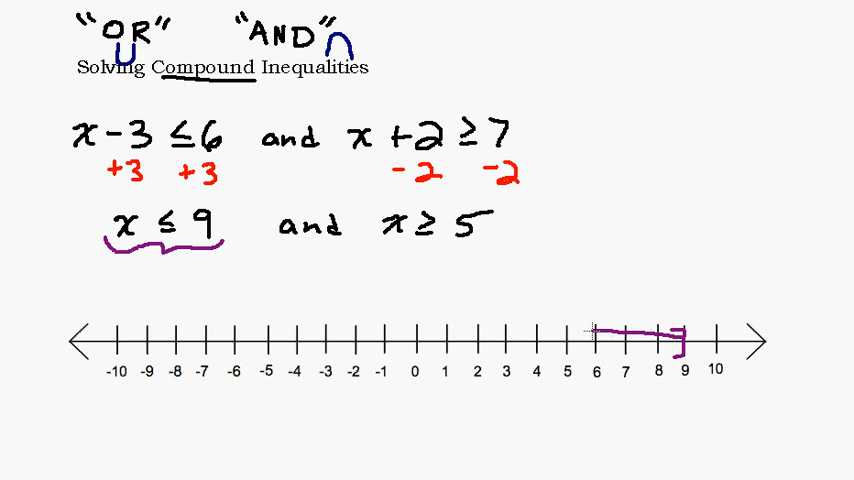 "OR" "AND" ∩
∪
Solving Compound Inequalities
x - 3 ≤ 6 and x + 2 ≥ 7
+3 +3 -2 -2
x ≤ 9 and x ≥ 5
-10 -9 -8 -7 -6 -5 -4 -3 -2 -1 0 1 2 3 4 5 6 7 8 9 10